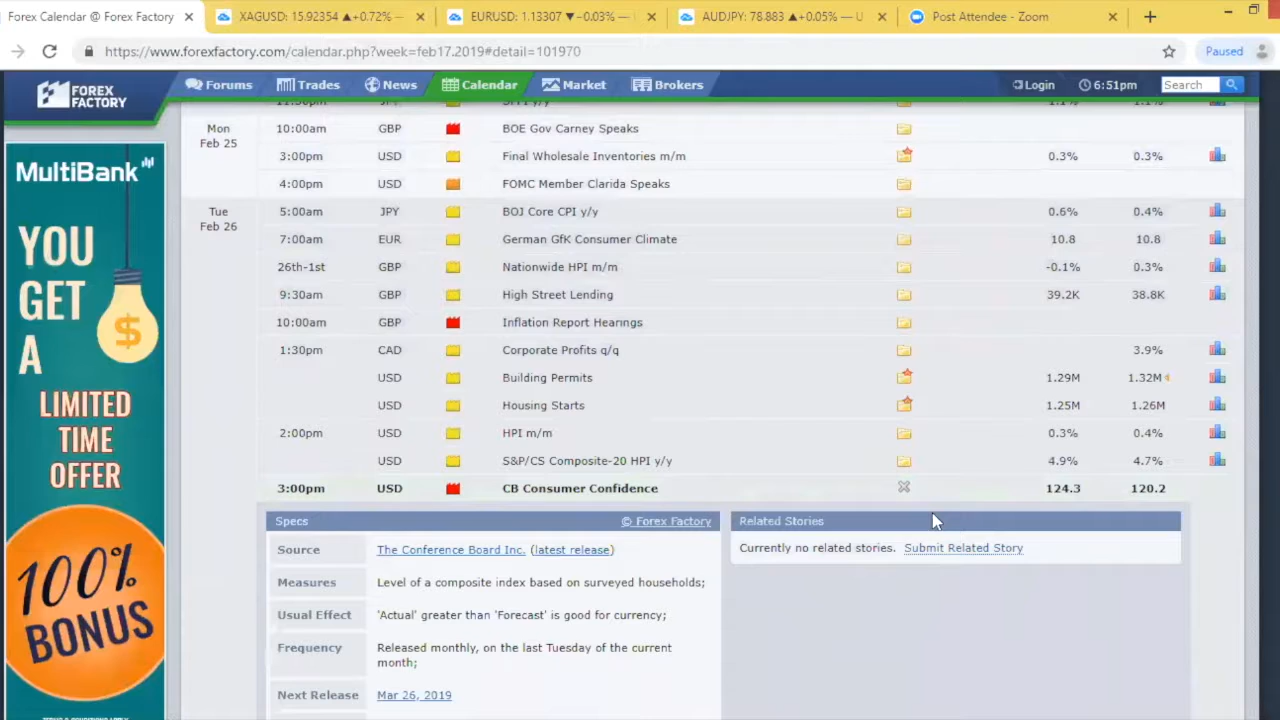 Forex Calendar @ Forex Factory
XAGUSD: 15.92354 ▲+0.72% —
EURUSD: 1.13307 ▼−0.03% —
AUDJPY: 78.883 ▲+0.05% — U
Post Attendee - Zoom
https://www.forexfactory.com/calendar.php?week=feb17.2019#detail=101970
Paused
FOREX
FACTORY
Forums
Trades
News
Calendar
Market
Brokers
Login
6:51pm
Search
MultiBank
YOU
GET
A
$
LIMITED
TIME
OFFER
100%
BONUS
11:50pm JPY SPPI y/y 1.1% 1.1%
Mon 10:00am GBP BOE Gov Carney Speaks
Feb 25
3:00pm USD Final Wholesale Inventories m/m 0.3% 0.3%
4:00pm USD FOMC Member Clarida Speaks
Tue 5:00am JPY BOJ Core CPI y/y 0.6% 0.4%
Feb 26
7:00am EUR German GfK Consumer Climate 10.8 10.8
26th-1st GBP Nationwide HPI m/m -0.1% 0.3%
9:30am GBP High Street Lending 39.2K 38.8K
10:00am GBP Inflation Report Hearings
1:30pm CAD Corporate Profits q/q 3.9%
USD Building Permits 1.29M 1.32M
USD Housing Starts 1.25M 1.26M
2:00pm USD HPI m/m 0.3% 0.4%
USD S&P/CS Composite-20 HPI y/y 4.9% 4.7%
3:00pm USD CB Consumer Confidence 124.3 120.2
Specs © Forex Factory
Source The Conference Board Inc. (latest release)
Measures Level of a composite index based on surveyed households;
Usual Effect 'Actual' greater than 'Forecast' is good for currency;
Frequency Released monthly, on the last Tuesday of the current
month;
Next Release Mar 26, 2019
Related Stories
Currently no related stories. Submit Related Story